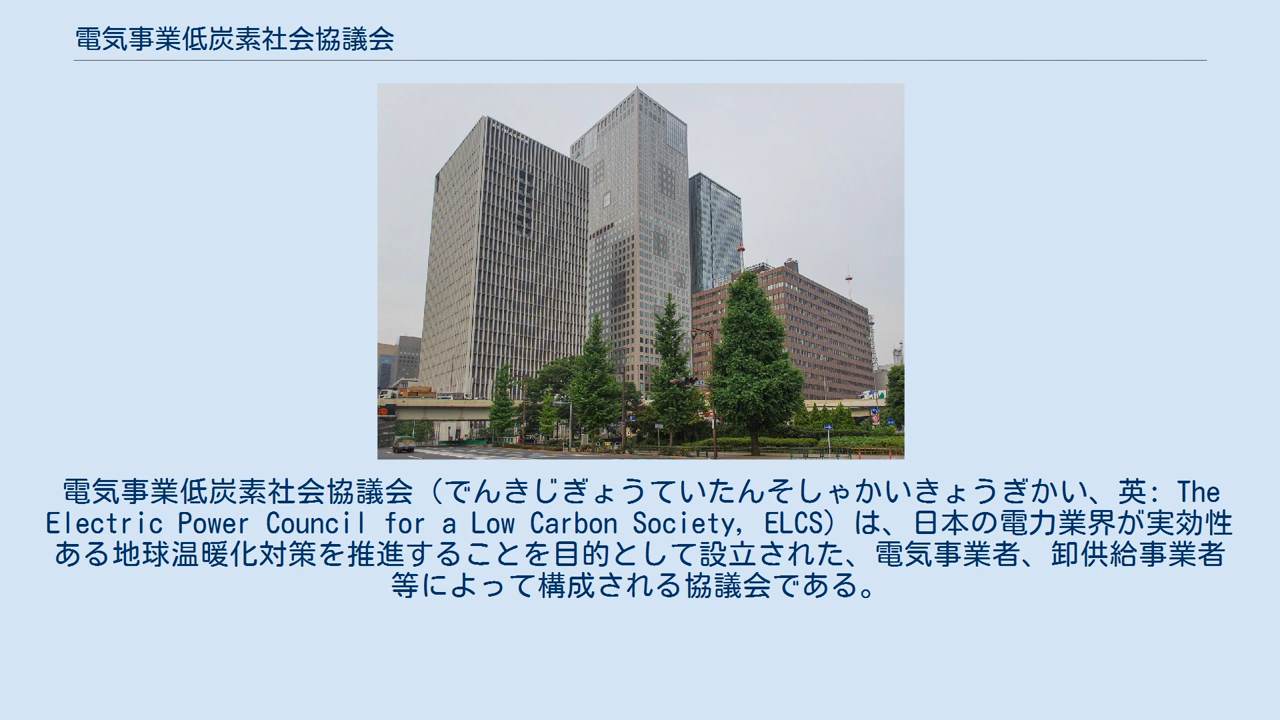 電気事業低炭素社会協議会
電気事業低炭素社会協議会（でんきじぎょうていたんそしゃかいきょうぎかい、英: The
Electric Power Council for a Low Carbon Society, ELCS）は、日本の電力業界が実効性
ある地球温暖化対策を推進することを目的として設立された、電気事業者、卸供給事業者
等によって構成される協議会である。